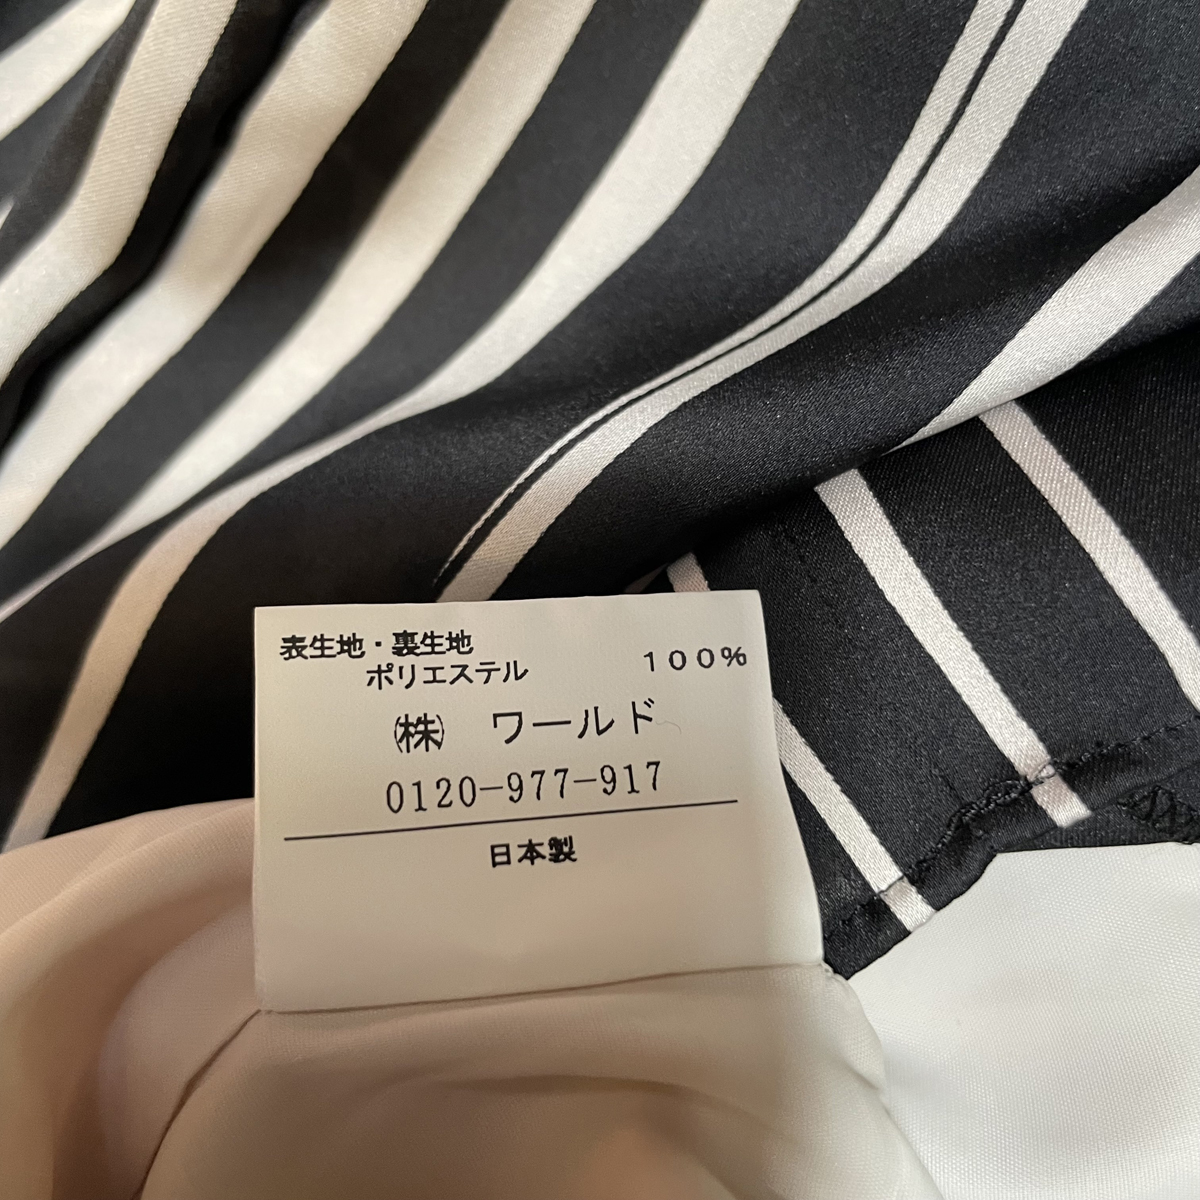 表生地・裏生地
ポリエステル 100%
㈱ ワールド
0120-977-917
日本製